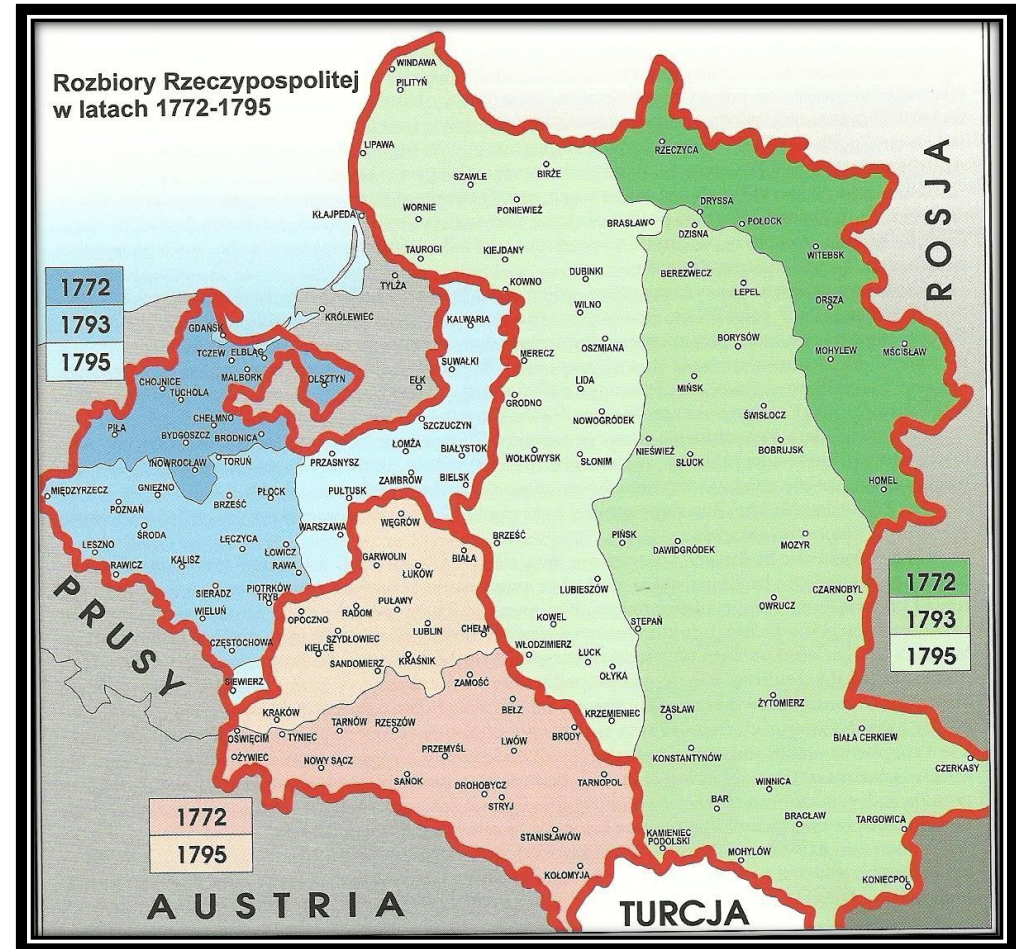 Rozbiory Rzeczypospolitej
w latach 1772-1795
WINDAWA
PILITYŃ
LIPAWA
SZAWLE
BIRŻE
RZECZYCA
WORNIE
PONIEWIEŻ
KŁAJPEDA
BRASŁAW
DRYSSA
DZISNA
POŁOCK
TAUROGI
KIEJDANY
WITEBSK
TYLŻA
KOWNO
DUBINKI
BEREZWECZ
LEPEL
ROSJA
1772
1793
1795
KRÓLEWIEC
KALWARIA
WILNO
ORSZA
GDAŃSK
TCZEW
ELBLĄG
MALBORK
OLSZTYN
SUWAŁKI
MERECZ
OSZMIANA
BORYSÓW
MOHYLEW
MŚCISŁAW
CHOJNICE
TUCHOLA
EŁK
LIDA
MIŃSK
GRODNO
NOWOGRÓDEK
ŚWISŁOCZ
PIŁA
CHEŁMNO
BYDGOSZCZ
BRODNICA
SZCZUCZYN
ŁOMŻA
BIAŁYSTOK
WOŁKOWYSK
SŁONIM
NIEŚWIEŻ
SŁUCK
BOBRUJSK
INOWROCŁAW
TORUŃ
PRZASNYSZ
ZAMBRÓW
BIELSK
HOMEL
MIĘDZYRZECZ
GNIEZNO
POZNAŃ
BRZEŚĆ
PŁOCK
PUŁTUSK
WĘGRÓW
ŚRODA
WARSZAWA
LESZNO
ŁĘCZYCA
ŁOWICZ
RAWICZ
KALISZ
RAWA
GARWOLIN
ŁUKÓW
BIAŁA
BRZEŚĆ
PIŃSK
DAWIDGRÓDEK
MOZYR
PRUSY
SIERADZ
PIOTRKÓW
TRYB.
WIELUŃ
OPOCZNO
RADOM
PUŁAWY
LUBIESZÓW
OWRUCZ
CZARNOBYL
1772
1793
1795
SZYDŁOWIEC
LUBLIN
CHEŁM
KOWEL
STEPAŃ
CZĘSTOCHOWA
KIELCE
SANDOMIERZ
KRAŚNIK
WŁODZIMIERZ
ŁUCK
OŁYKA
SIEWIERZ
ZAMOŚĆ
BEŁZ
KRZEMIENIEC
ZASŁAW
ŻYTOMIERZ
KRAKÓW
OŚWIĘCIM
TYNIEC
TARNÓW
RZESZÓW
BRODY
BIAŁA CERKIEW
OŻYWIEC
NOWY SĄCZ
PRZEMYŚL
LWÓW
KONSTANTYNÓW
CZERKASY
SANOK
DROHOBYCZ
STRYJ
TARNOPOL
WINNICA
BAR
BRACŁAW
TARGOWICA
1772
1795
STANISŁAWÓW
KAMIENIEC
PODOLSKI
MOHYLÓW
KOŁOMYJA
KONIECPOL
AUSTRIA
TURCJA